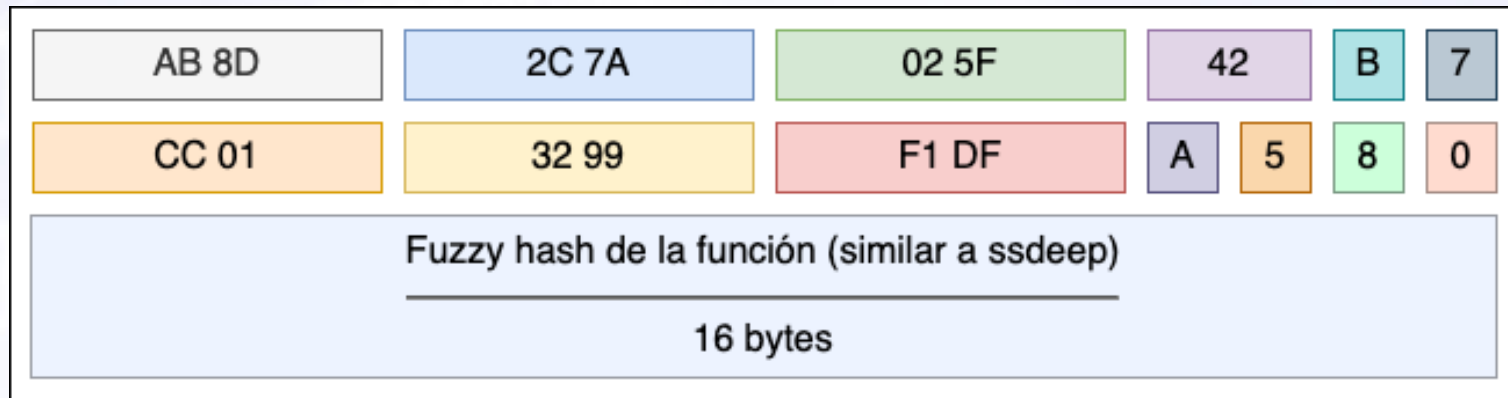 AB 8D 2C 7A 02 5F 42 B 7
CC 01 32 99 F1 DF A 5 8 0
Fuzzy hash de la función (similar a ssdeep)
16 bytes